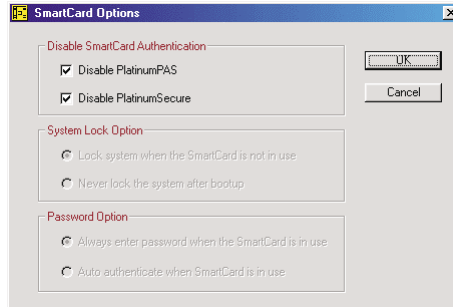 SmartCard Options
Disable SmartCard Authentication
Disable PlatinumPAS
Disable PlatinumSecure
OK
Cancel
System Lock Option
Lock system when the SmartCard is not in use
Never lock the system after bootup
Password Option
Always enter password when the SmartCard is in use
Auto authenticate when SmartCard is in use